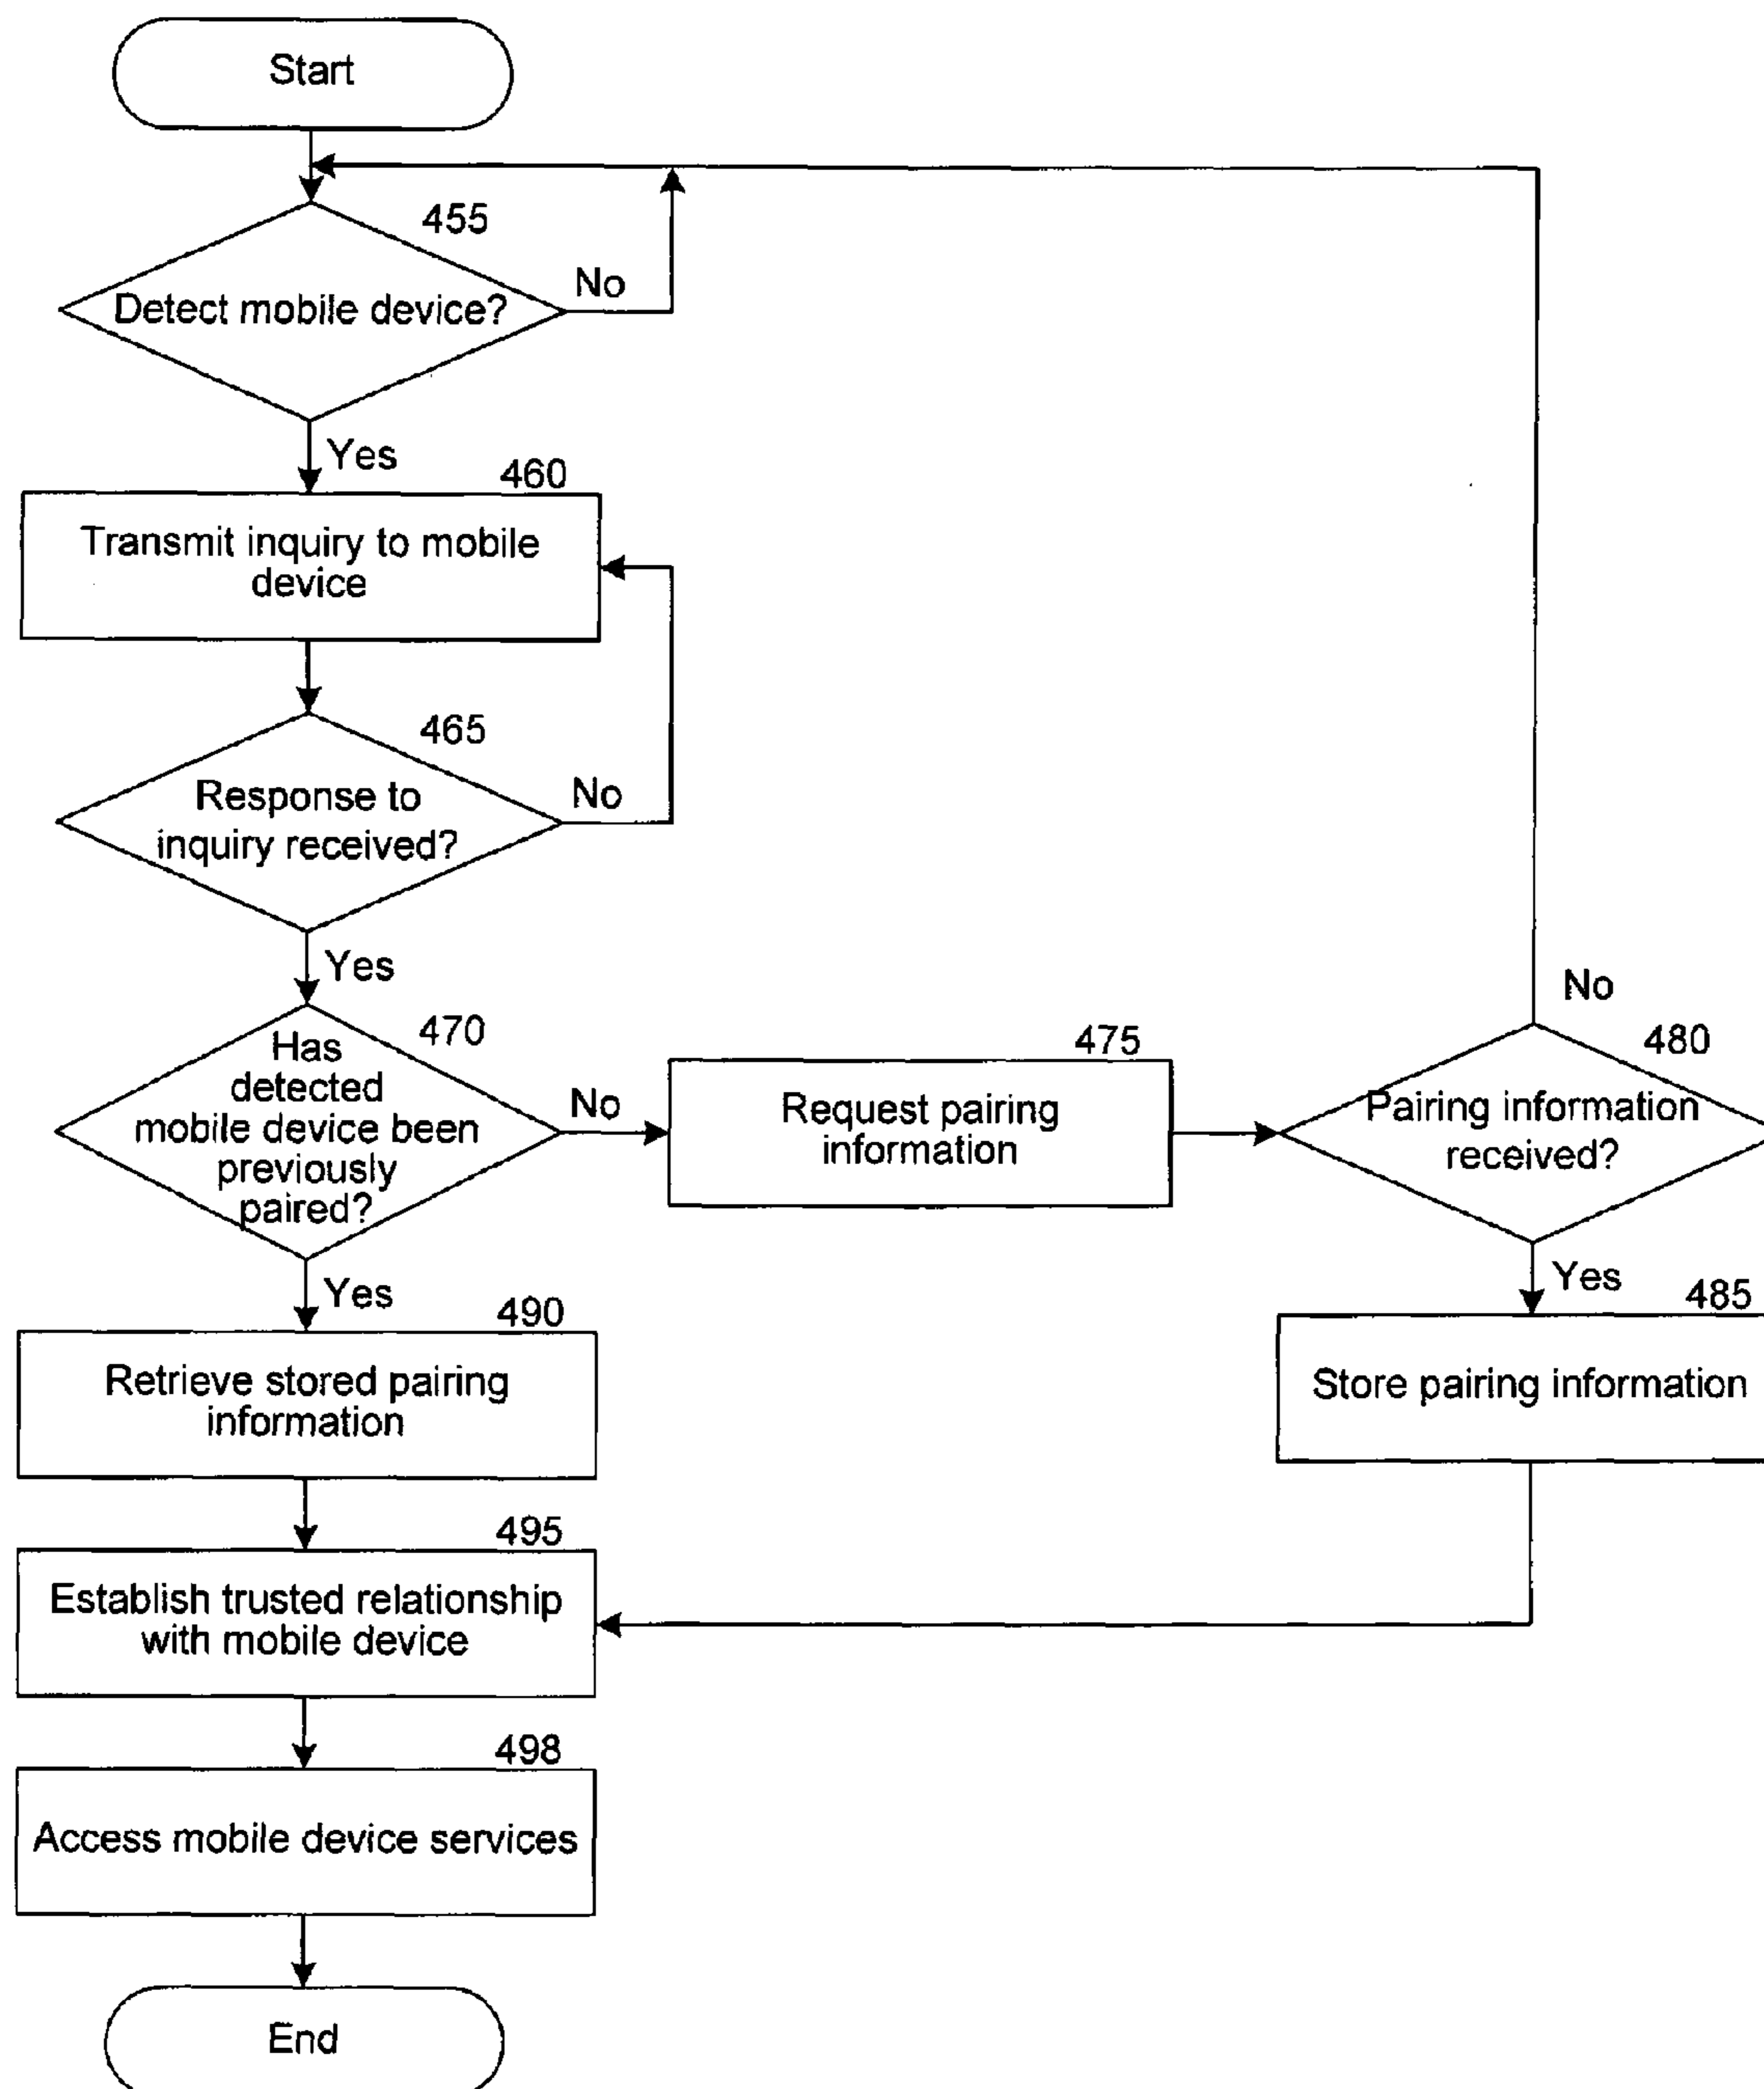 Start
455
Detect mobile device?
No
Yes
460
Transmit inquiry to mobile
device
465
Response to
inquiry received?
No
Yes
470
Has
detected
mobile device been
previously
paired?
No
475
Request pairing
information
No
480
Pairing information
received?
Yes
Yes
485
Store pairing information
490
Retrieve stored pairing
information
495
Establish trusted relationship
with mobile device
498
Access mobile device services
End